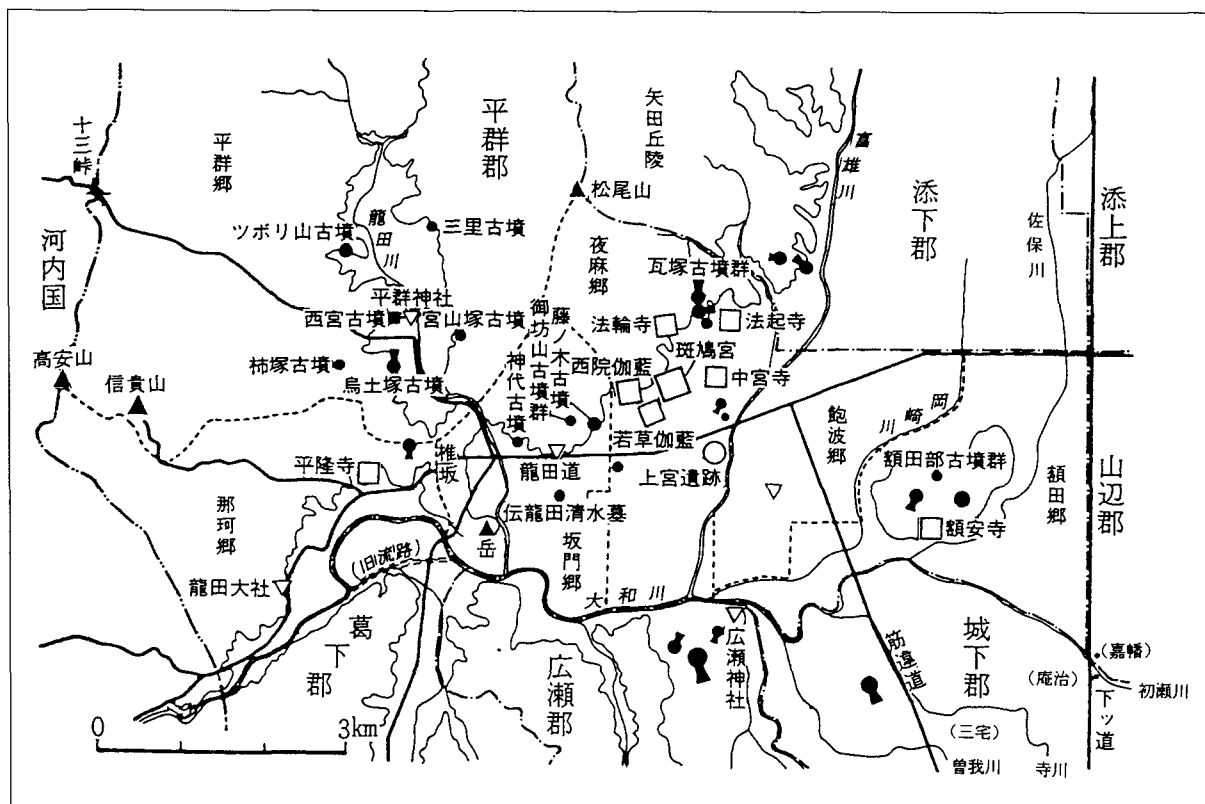 十三峠
平群郷
平群郡
矢田丘陵
富雄川
添下郡
佐保川
添上郡
河内国
ツボリ山古墳
龍田川
三里古墳
松尾山
夜麻郷
瓦塚古墳群
平群神社
西宮古墳
宮山塚古墳
御坊山古墳群
藤ノ木古墳
法輪寺
法起寺
斑鳩宮
西院伽藍
中宮寺
高安山
信貴山
柿塚古墳
烏土塚古墳
神代古墳
若草伽藍
飽波郷
岡崎川
額田部古墳群
額田郷
山辺郡
平隆寺
椎坂
龍田道
上宮遺跡
伝龍田清水墓
額安寺
那珂郷
岳
坂門郷
(旧流路)
龍田大社
大和川
葛下郡
広瀬郡
広瀬神社
筋違道
城下郡
(嘉幡)
(庵治)
初瀬川
下ッ道
(三宅)
曽我川
寺川
0
3km